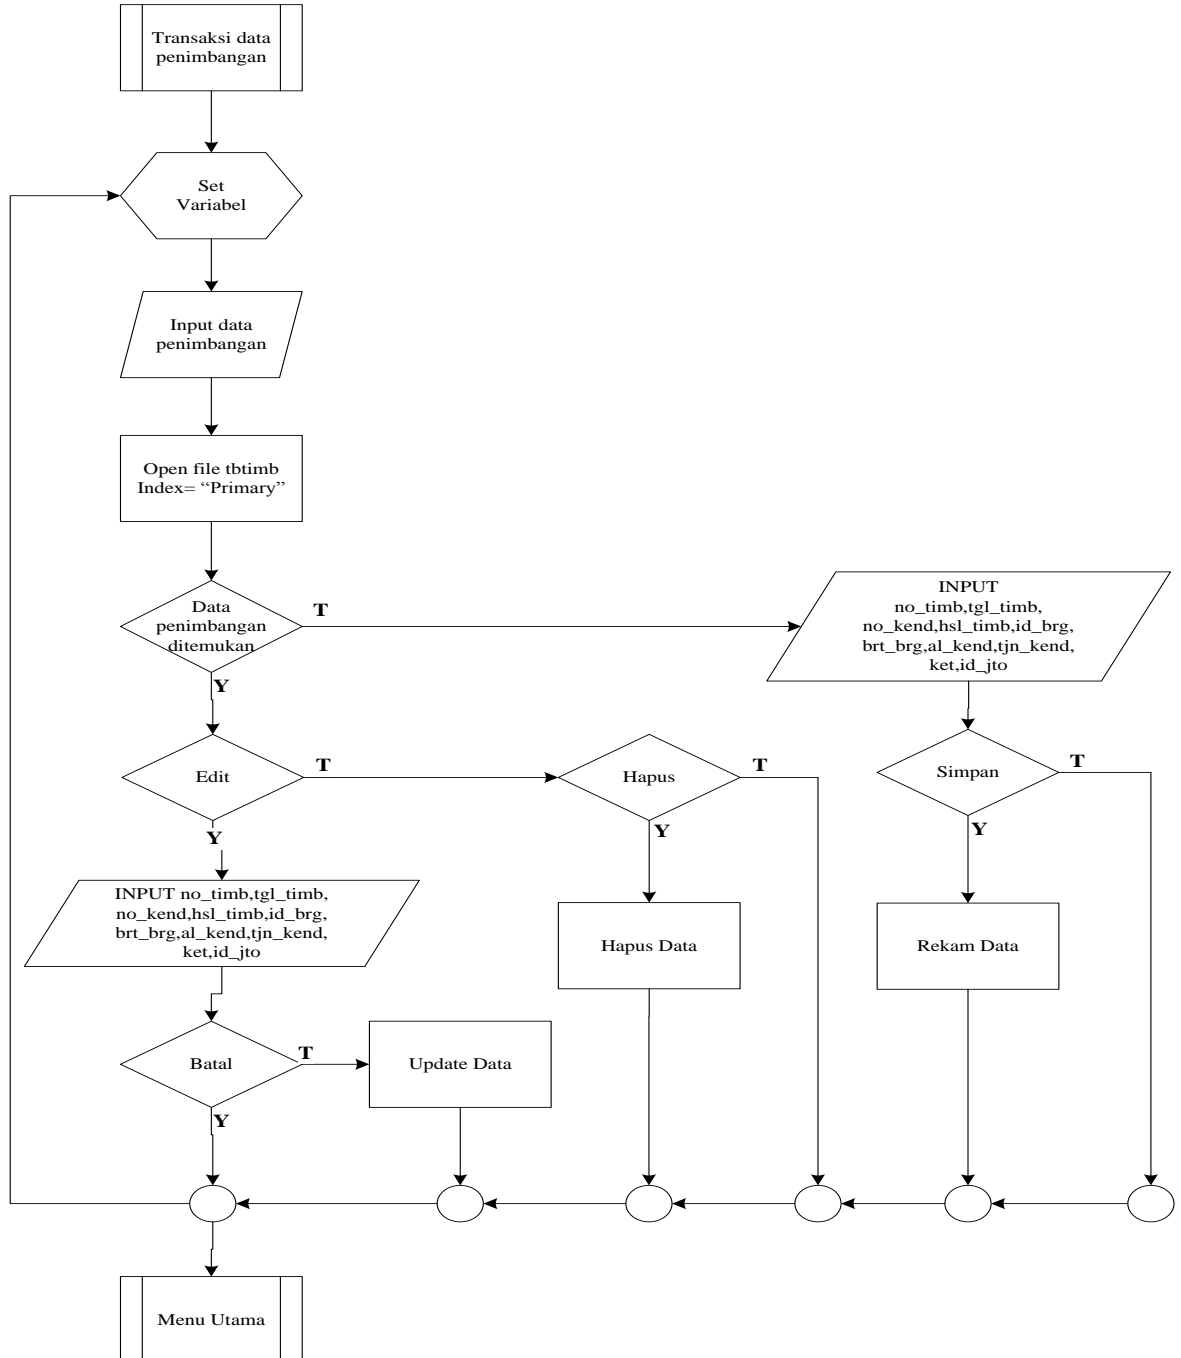 Transaksi data
penimbangan
Set
Variabel
Input data
penimbangan
Open file tbtimb
Index= “Primary”
Data
penimbangan
ditemukan
T
Y
INPUT
no_timb,tgl_timb,
no_kend,hsl_timb,id_brg,
brt_brg,al_kend,tjn_kend,
ket,id_jto
Edit
T
Y
Hapus
T
Y
Simpan
T
Y
INPUT no_timb,tgl_timb,
no_kend,hsl_timb,id_brg,
brt_brg,al_kend,tjn_kend,
ket,id_jto
Hapus Data
Rekam Data
Batal
T
Y
Update Data
Menu Utama